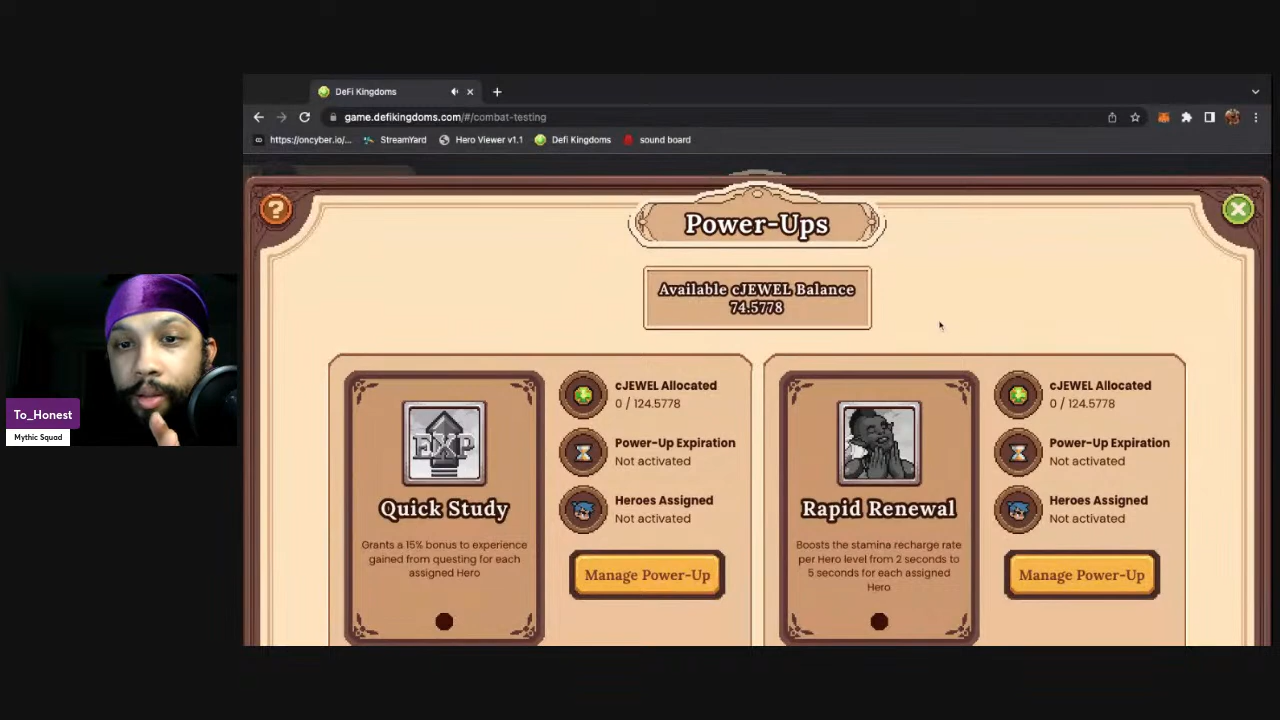 DeFi Kingdoms
game.defikingdoms.com/#/combat-testing
https://oncyber.io/... StreamYard Hero Viewer v1.1 Defi Kingdoms sound board
?
Power-Ups
Available cJEWEL Balance
74.5778
cJEWEL Allocated
0 / 124.5778
Power-Up Expiration
Not activated
Heroes Assigned
Not activated
EXP
Quick Study
Grants a 15% bonus to experience
gained from questing for each
assigned Hero
Manage Power-Up
cJEWEL Allocated
0 / 124.5778
Power-Up Expiration
Not activated
Heroes Assigned
Not activated
Rapid Renewal
Boosts the stamina recharge rate
per Hero level from 2 seconds to
5 seconds for each assigned
Hero
Manage Power-Up
To_Honest
Mythic Squad